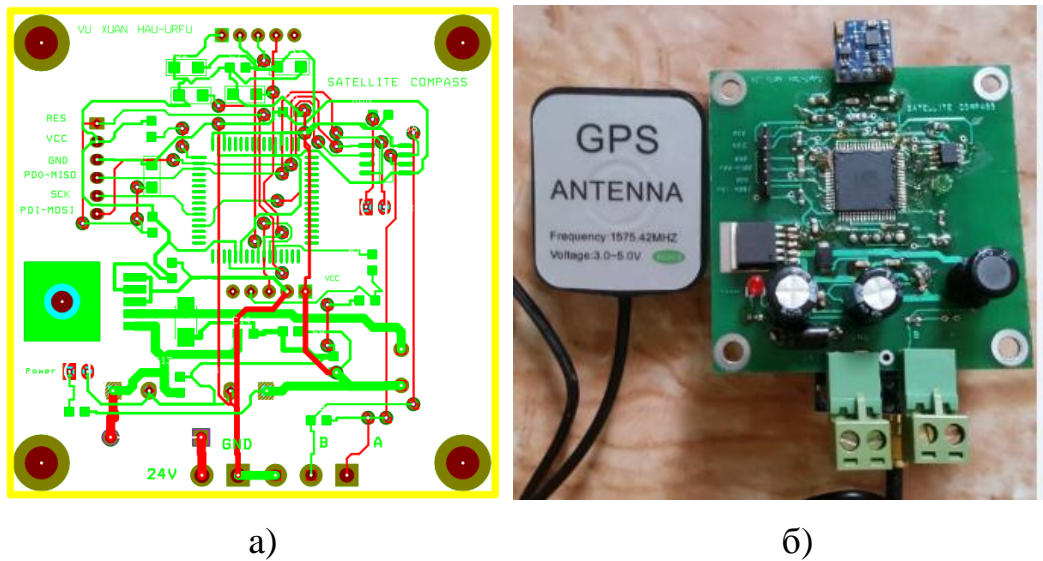 VU XUAN HAU-URFU
SATELLITE COMPASS
RES
VCC
GND
PD0-MISO
SCK
PDI-MOSI
VCC
Power
GND
B
A
24V
GPS
ANTENNA
Frequency:1575.42MHZ
Voltage:3.0~5.0V
SATELLITE COMPASS
B
а)
б)